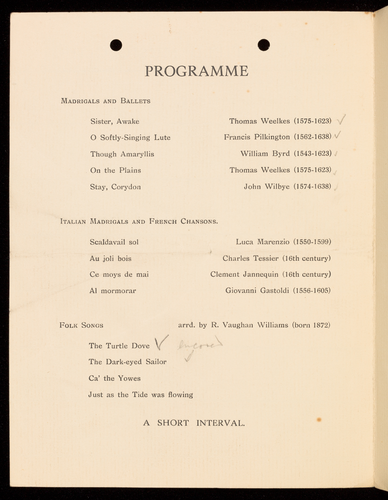 PROGRAMME
MADRIGALS AND BALLETS
Sister, Awake Thomas Weelkes (1575-1623)
O Softly-Singing Lute Francis Pilkington (1562-1638)
Though Amaryllis William Byrd (1543-1623)
On the Plains Thomas Weelkes (1575-1623)
Stay, Corydon John Wilbye (1574-1638)
ITALIAN MADRIGALS AND FRENCH CHANSONS.
Scaldavail sol Luca Marenzio (1550-1599)
Au joli bois Charles Tessier (16th century)
Ce moys de mai Clement Jannequin (16th century)
Al mormorar Giovanni Gastoldi (1556-1605)
FOLK SONGS arrd. by R. Vaughan Williams (born 1872)
The Turtle Dove
The Dark-eyed Sailor
Ca' the Yowes
Just as the Tide was flowing
A SHORT INTERVAL.